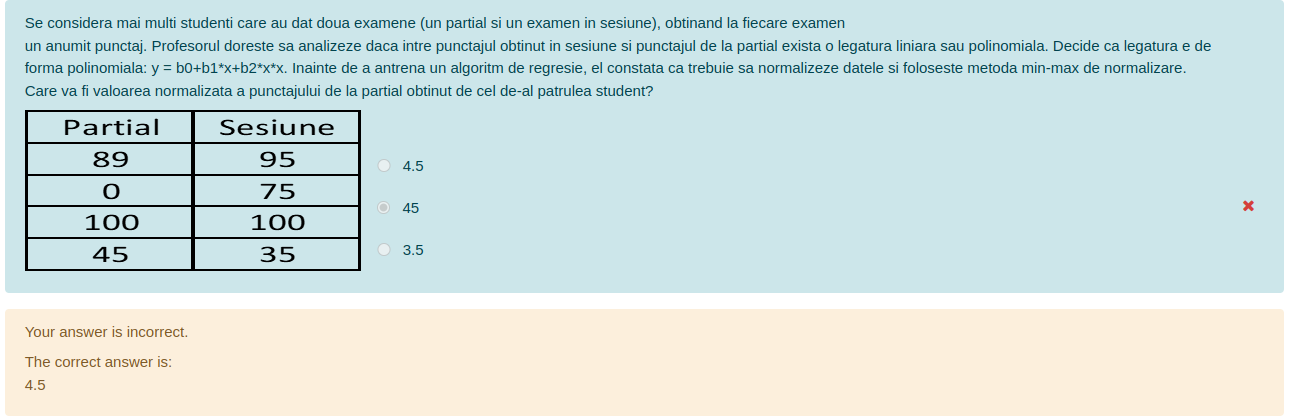 Se considera mai multi studenti care au dat doua examene (un partial si un examen in sesiune), obtinand la fiecare examen
un anumit punctaj. Profesorul doreste sa analizeze daca intre punctajul obtinut in sesiune si punctajul de la partial exista o legatura liniara sau polinomiala. Decide ca legatura e de
forma polinomiala: y = b0+b1*x+b2*x*x. Inainte de a antrena un algoritm de regresie, el constata ca trebuie sa normalizeze datele si foloseste metoda min-max de normalizare.
Care va fi valoarea normalizata a punctajului de la partial obtinut de cel de-al patrulea student?
Partial Sesiune
89 95
0 75
100 100
45 35
4.5
45
3.5
Your answer is incorrect.
The correct answer is:
4.5